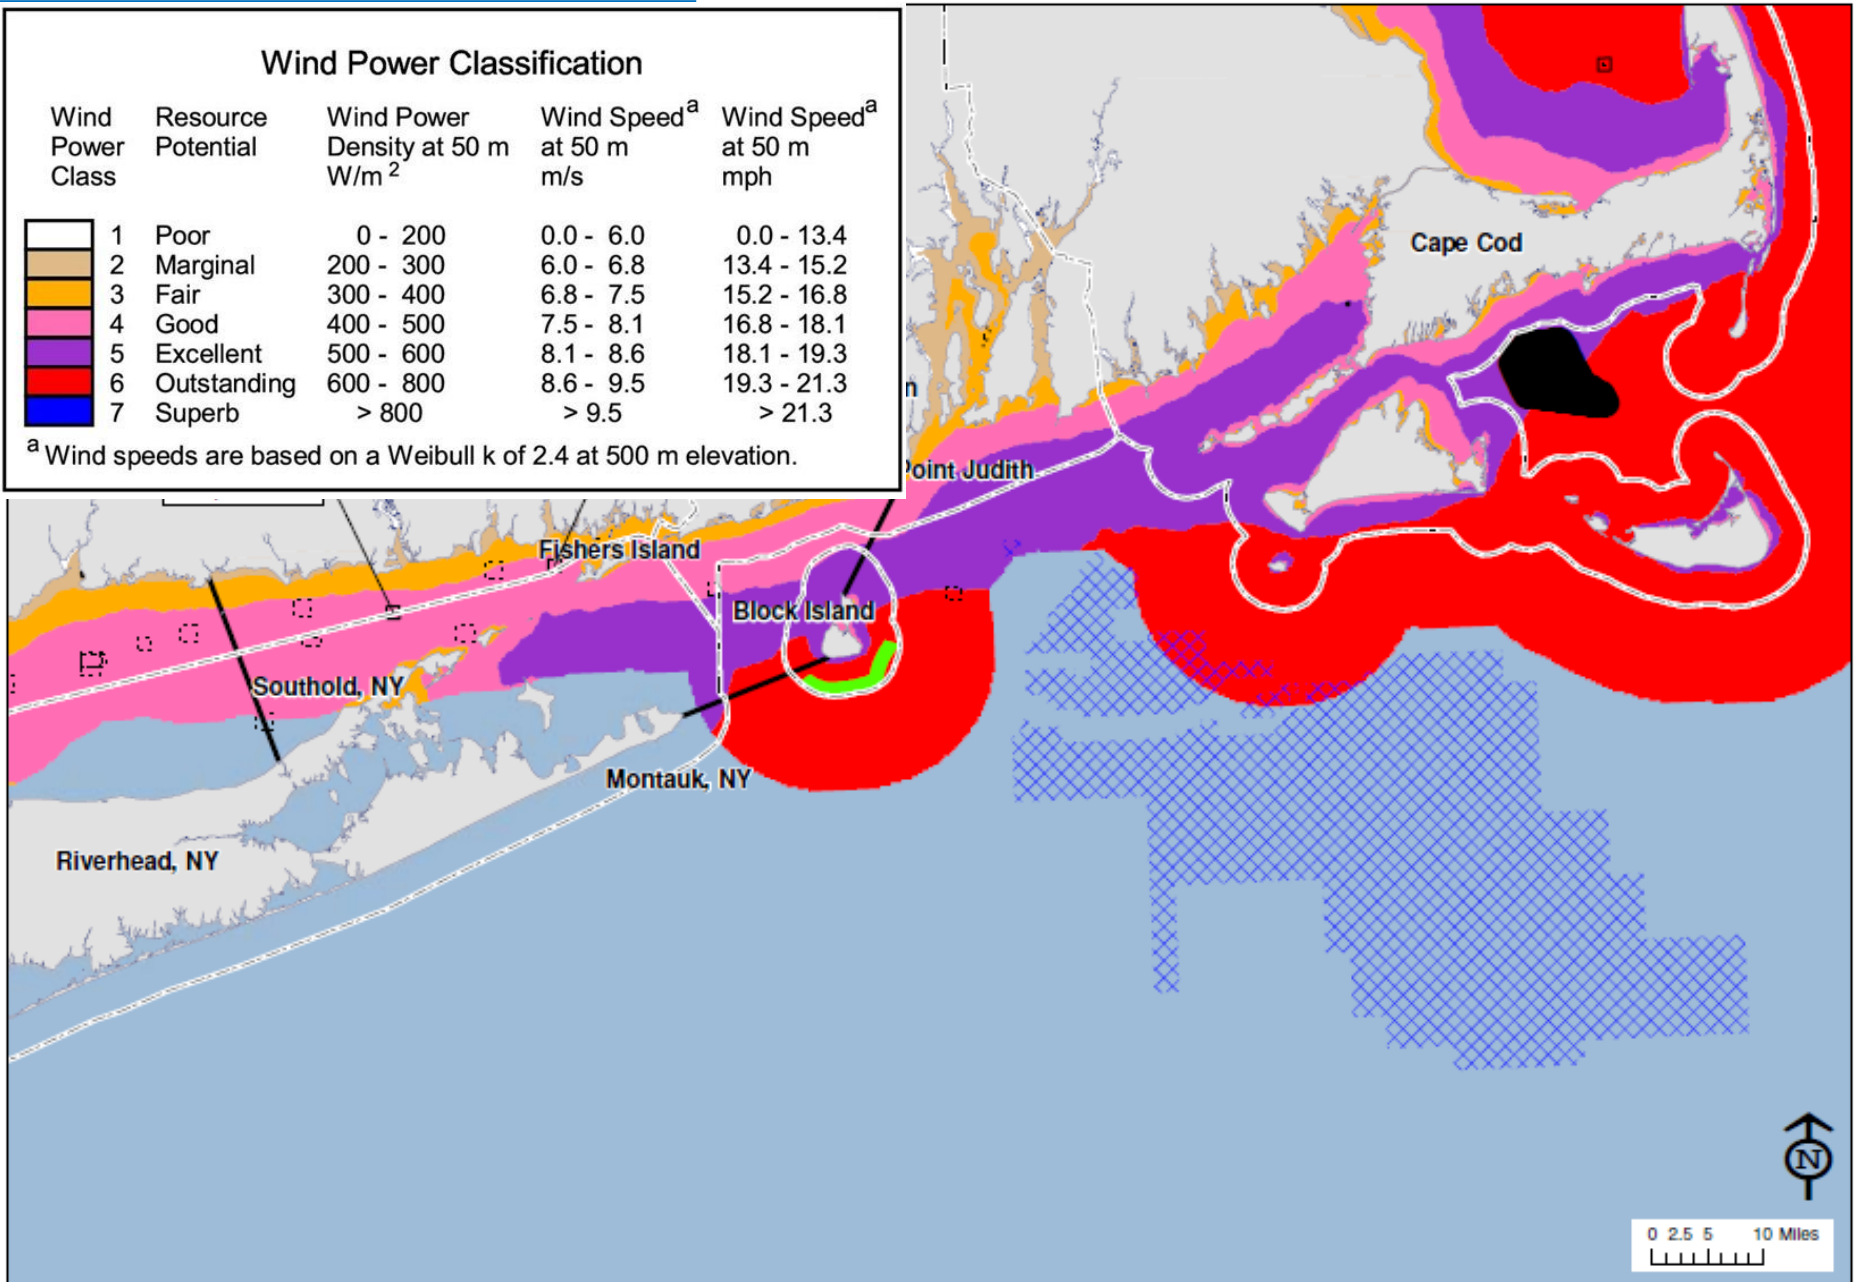 Wind Power Classification
Wind Power Class Resource Potential Wind Power Density at 50 m W/m 2 Wind Speed a at 50 m m/s Wind Speed a at 50 m mph
1 Poor 0 - 200 0.0 - 6.0 0.0 - 13.4
2 Marginal 200 - 300 6.0 - 6.8 13.4 - 15.2
3 Fair 300 - 400 6.8 - 7.5 15.2 - 16.8
4 Good 400 - 500 7.5 - 8.1 16.8 - 18.1
5 Excellent 500 - 600 8.1 - 8.6 18.1 - 19.3
6 Outstanding 600 - 800 8.6 - 9.5 19.3 - 21.3
7 Superb > 800 > 9.5 > 21.3
a Wind speeds are based on a Weibull k of 2.4 at 500 m elevation.
Cape Cod
n
Point Judith
Fishers Island
Block Island
Southold, NY
Montauk, NY
Riverhead, NY
N
0 2.5 5 10 Miles